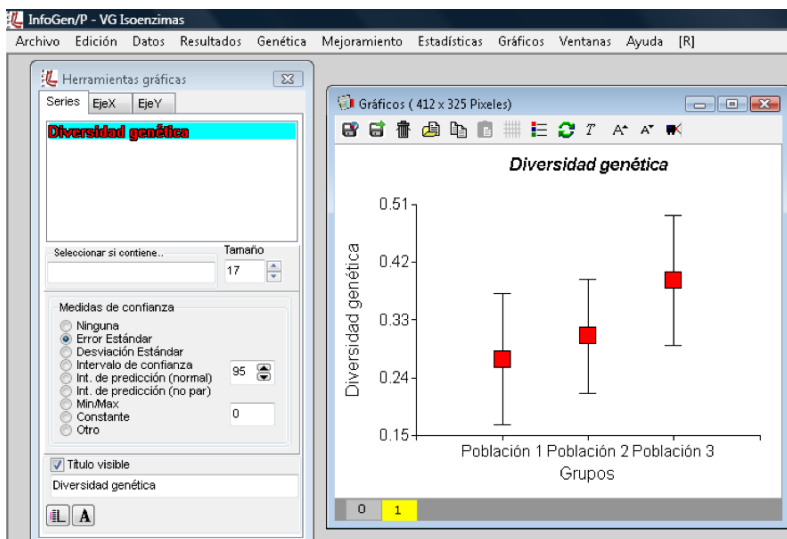 InfoGen/P - VG Isoenzimas
Archivo Edición Datos Resultados Genética Mejoramiento Estadísticas Gráficos Ventanas Ayuda [R]
Herramientas gráficas
Series EjeX EjeY
Diversidad genética
Seleccionar si contiene..
Tamaño
17
Medidas de confianza
Ninguna
Error Estándar
Desviación Estándar
Intervalo de confianza
95
Int. de predicción (normal)
Int. de predicción (no par)
Min/Max
Constante
0
Otro
Título visible
Diversidad genética
A
Gráficos ( 412 x 325 Pixeles)
T A A
Diversidad genética
0.51
0.42
0.33
0.24
0.15
Diversidad genética
Población 1 Población 2 Población 3
Grupos
0 1